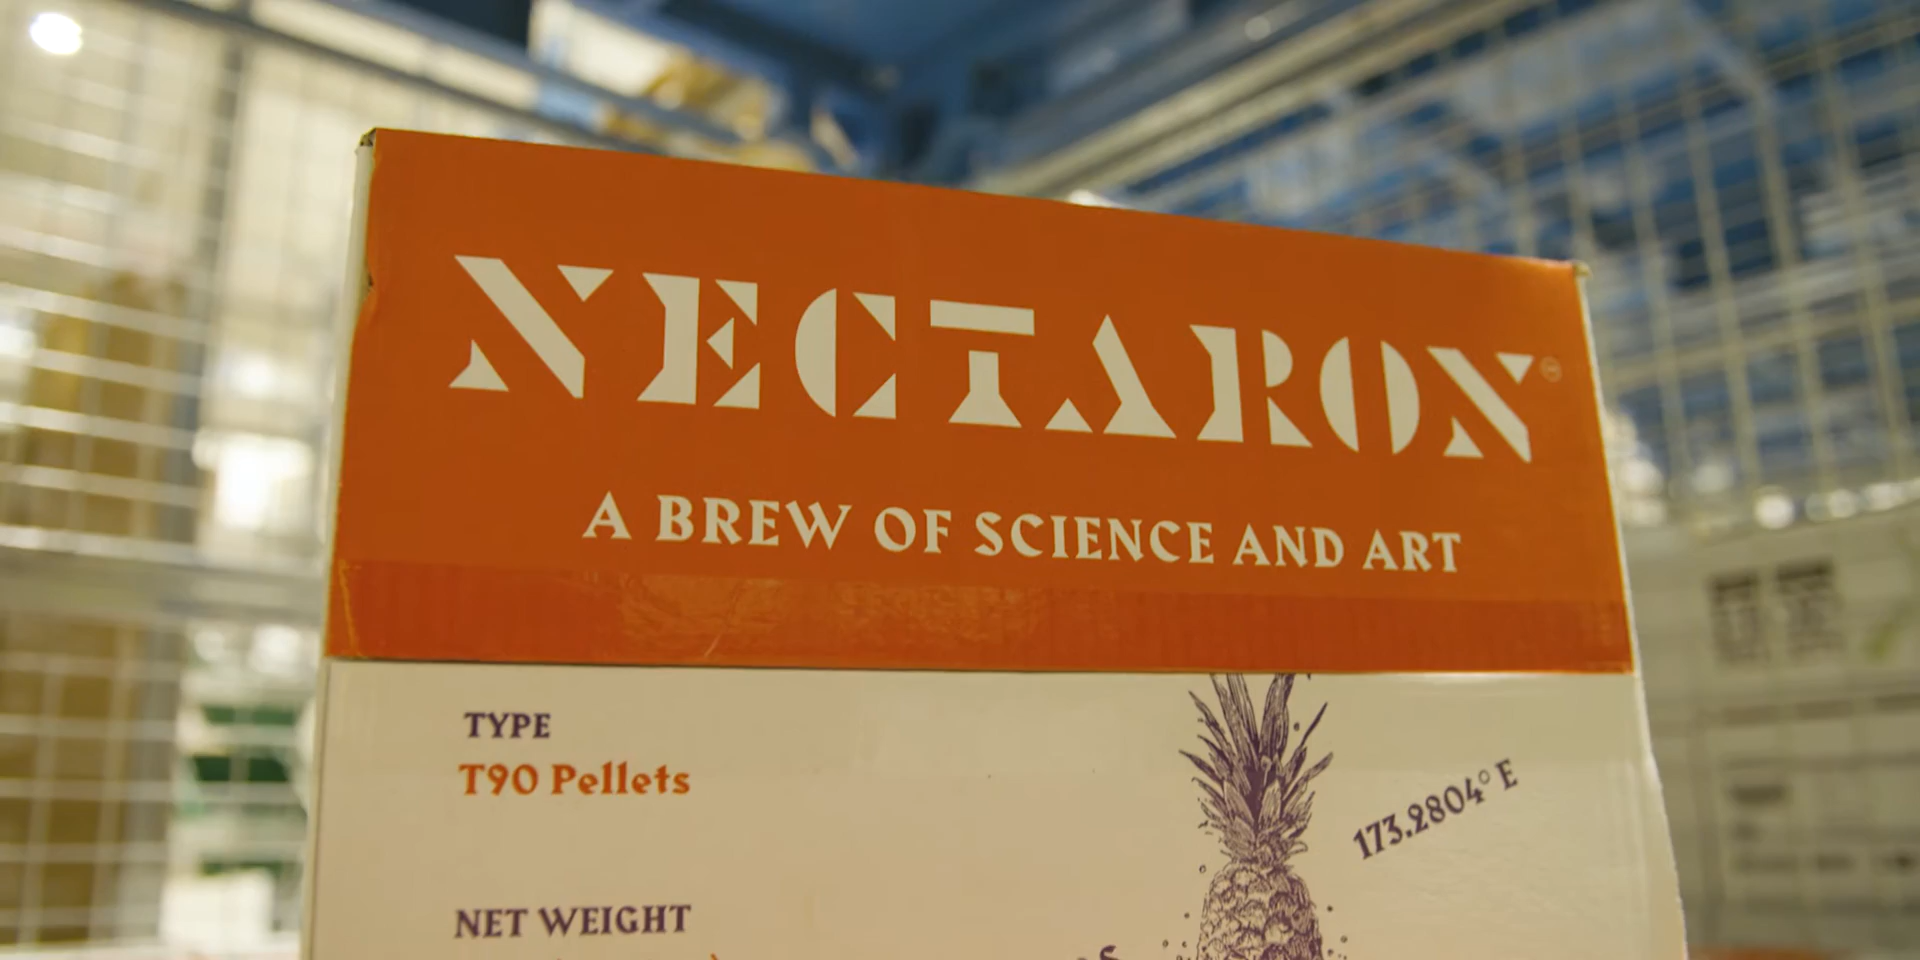 NECTARON
A BREW OF SCIENCE AND ART
TYPE
T90 Pellets
173.2804° E
NET WEIGHT